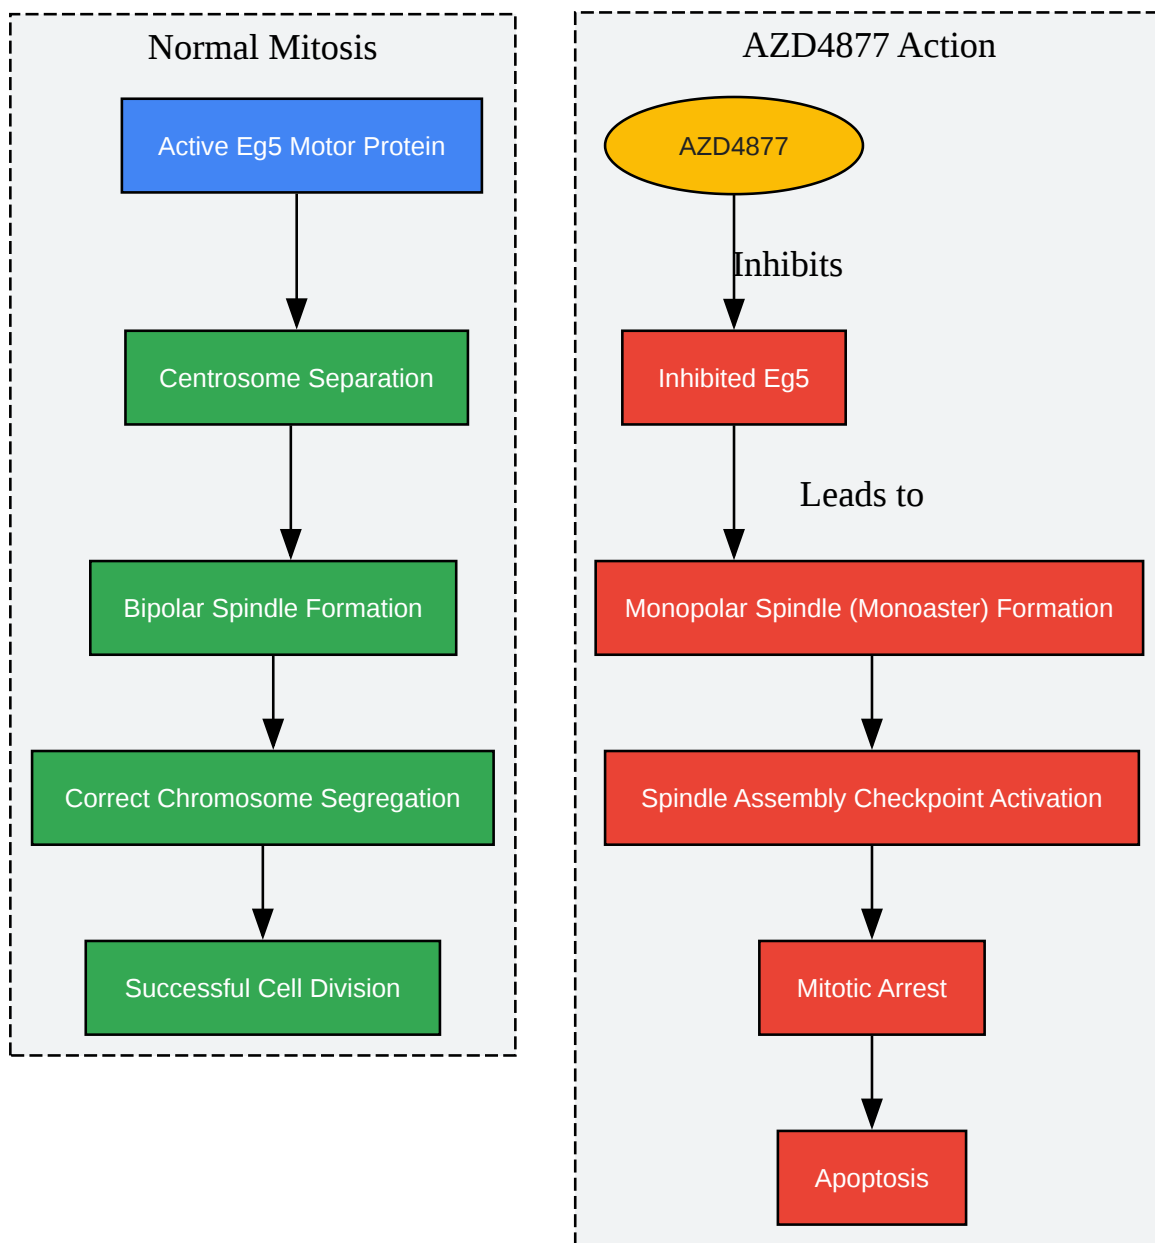 Normal Mitosis
Active Eg5 Motor Protein
Centrosome Separation
Bipolar Spindle Formation
Correct Chromosome Segregation
Successful Cell Division
AZD4877 Action
AZD4877
Inhibits
Inhibited Eg5
Leads to
Monopolar Spindle (Monoaster) Formation
Spindle Assembly Checkpoint Activation
Mitotic Arrest
Apoptosis